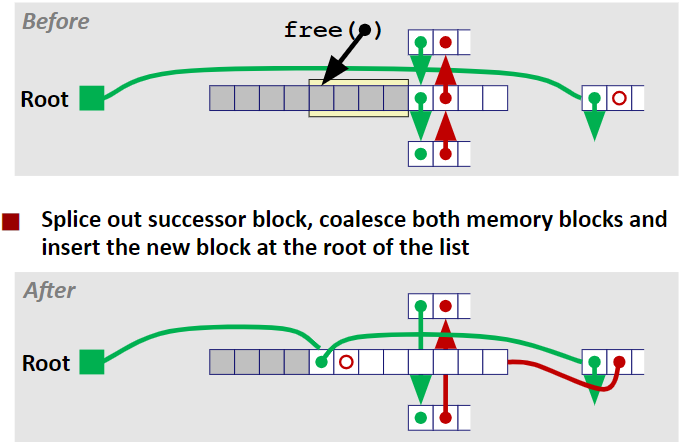 Before
free( )
Root
Splice out successor block, coalesce both memory blocks and
insert the new block at the root of the list
After
Root